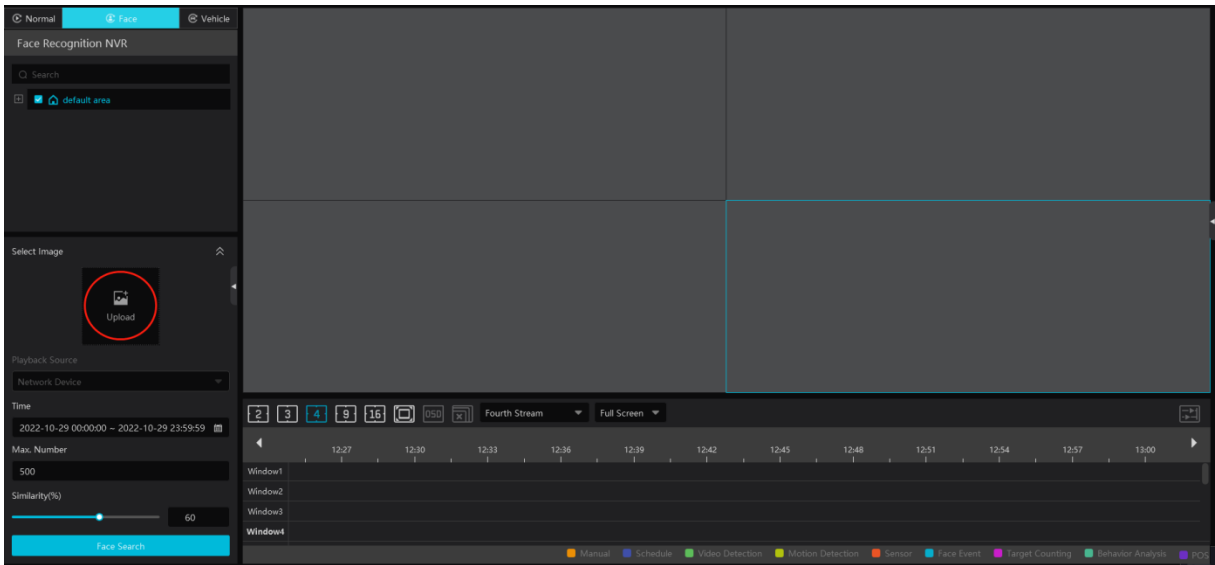 Normal Face Vehicle
Face Recognition NVR
Search
default area
Select Image
Upload
Playback Source
Network Device
Time
2022-10-29 00:00:00 ~ 2022-10-29 23:59:59
Max. Number
500
Similarity(%)
60
Face Search
2 3 4 9 16 OSD Fourth Stream Full Screen
12:27 12:30 12:33 12:36 12:39 12:42 12:45 12:48 12:51 12:54 12:57 13:00
Window1
Window2
Window3
Window4
Manual Schedule Video Detection Motion Detection Sensor Face Event Target Counting Behavior Analysis POS